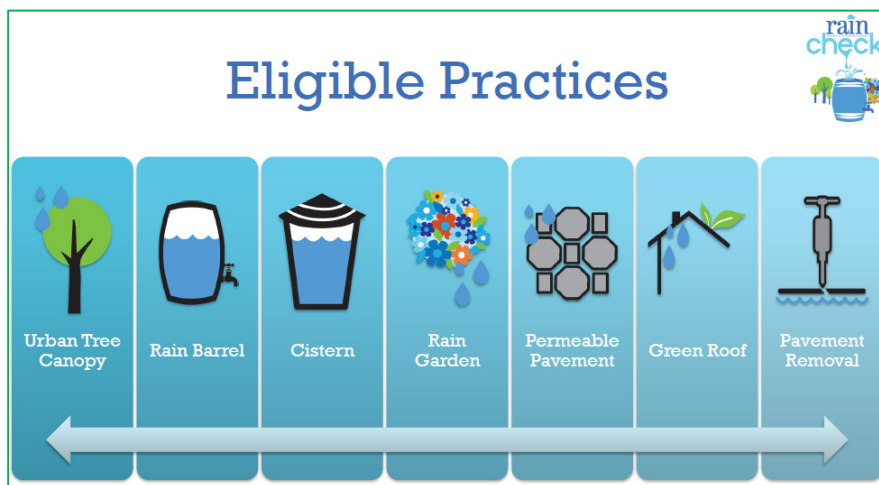 rain
check
Eligible Practices
Urban Tree
Canopy
Rain Barrel
Cistern
Rain
Garden
Permeable
Pavement
Green Roof
Pavement
Removal